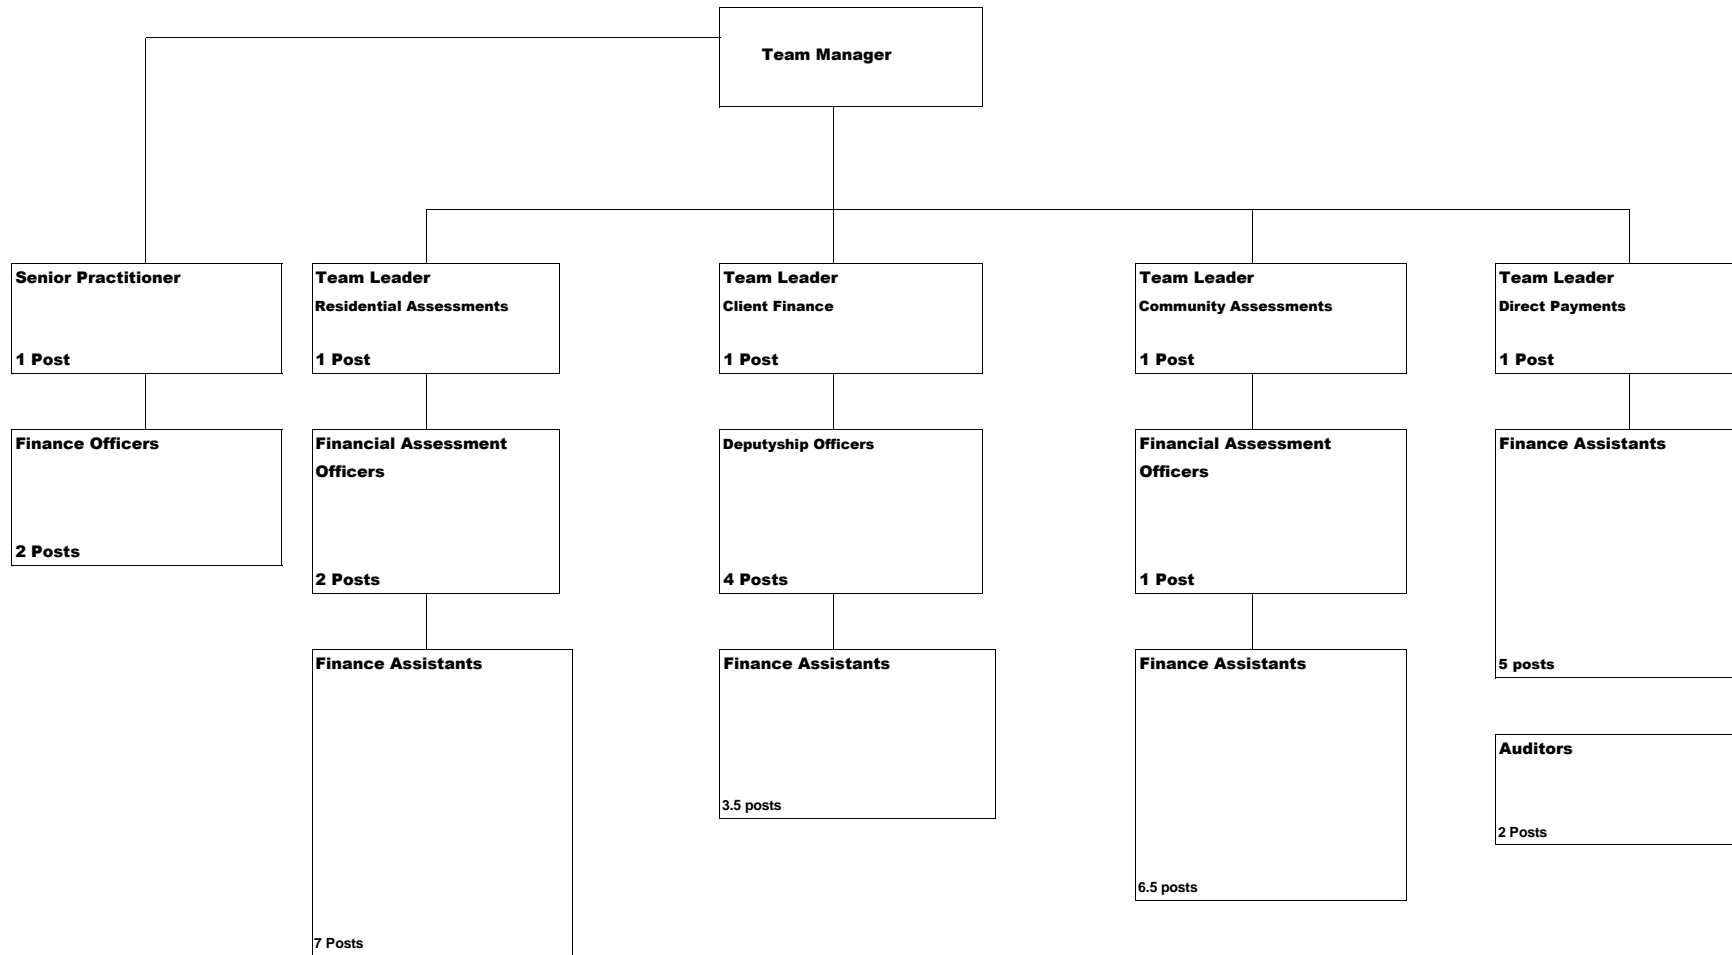 Team Manager
Senior Practitioner
1 Post
Team Leader
Residential Assessments
1 Post
Team Leader
Client Finance
1 Post
Team Leader
Community Assessments
1 Post
Team Leader
Direct Payments
1 Post
Finance Officers
2 Posts
Financial Assessment
Officers
2 Posts
Deputyship Officers
4 Posts
Financial Assessment
Officers
1 Post
Finance Assistants
5 posts
Finance Assistants
7 Posts
Finance Assistants
3.5 posts
Finance Assistants
6.5 posts
Auditors
2 Posts